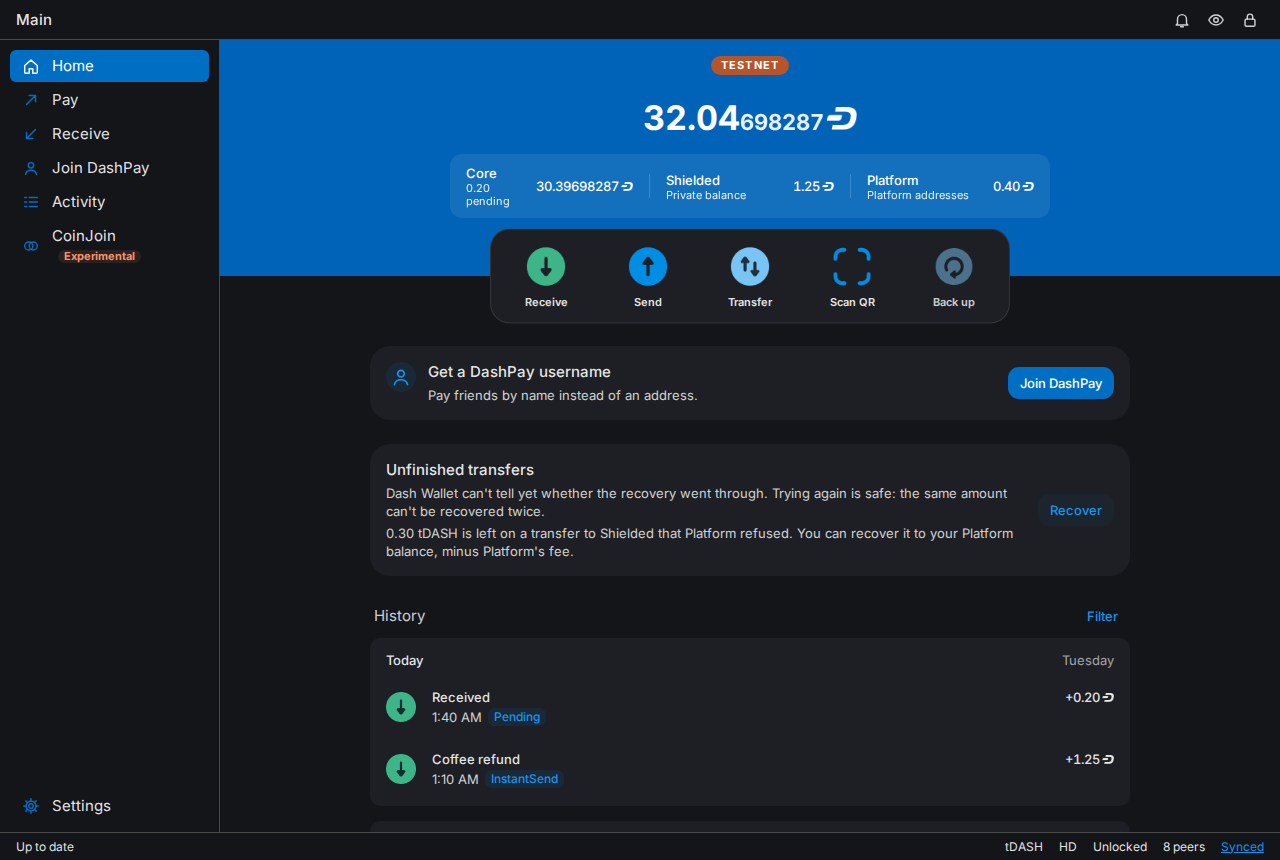 Main
Home
Pay
Receive
Join DashPay
Activity
CoinJoin
Experimental
Settings
TESTNET
32.04698287
Core
0.20
pending
30.39698287
Shielded
Private balance
1.25
Platform
Platform addresses
0.40
Receive
Send
Transfer
Scan QR
Back up
Get a DashPay username
Pay friends by name instead of an address.
Join DashPay
Unfinished transfers
Dash Wallet can't tell yet whether the recovery went through. Trying again is safe: the same amount
can't be recovered twice.
0.30 tDASH is left on a transfer to Shielded that Platform refused. You can recover it to your Platform
balance, minus Platform's fee.
Recover
History
Filter
Today
Tuesday
Received
+0.20
1:40 AM Pending
Coffee refund
+1.25
1:10 AM InstantSend
Up to date
tDASH HD Unlocked 8 peers Synced